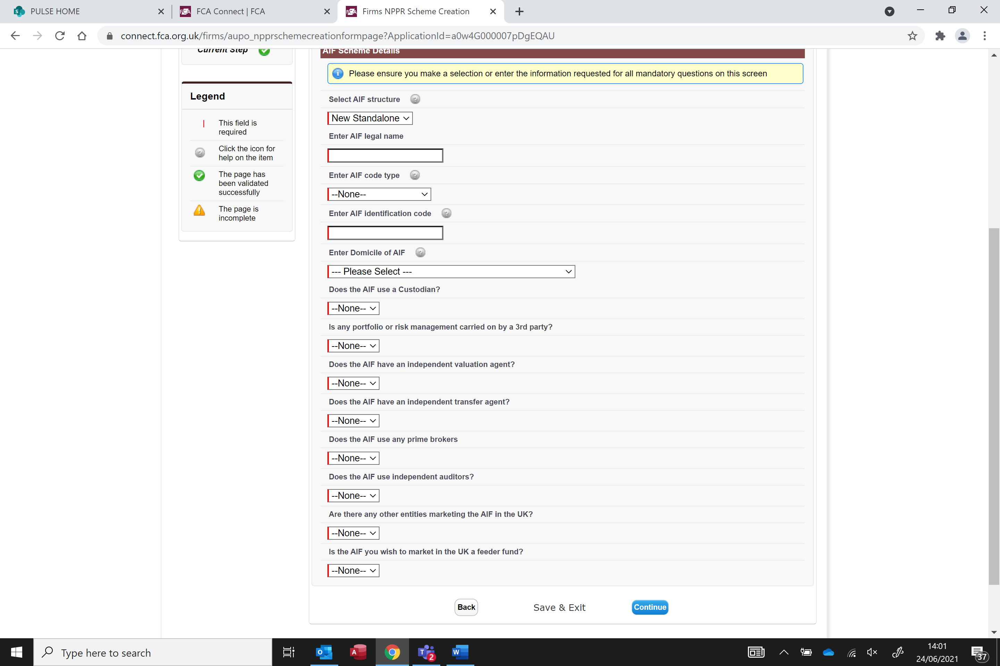 PULSE HOME
FCA Connect | FCA
Firms NPPR Scheme Creation
connect.fca.org.uk/firms/aupo_npprschemecreationformpage?ApplicationId=a0w4G000007pDgEQAU
Current Step
Legend
This field is
required
Click the icon for
help on the item
The page has
been validated
successfully
The page is
incomplete
AIF Scheme Details
Please ensure you make a selection or enter the information requested for all mandatory questions on this screen
Select AIF structure
New Standalone
Enter AIF legal name
Enter AIF code type
--None--
Enter AIF identification code
Enter Domicile of AIF
--- Please Select ---
Does the AIF use a Custodian?
--None--
Is any portfolio or risk management carried on by a 3rd party?
--None--
Does the AIF have an independent valuation agent?
--None--
Does the AIF have an independent transfer agent?
--None--
Does the AIF use any prime brokers
--None--
Does the AIF use independent auditors?
--None--
Are there any other entities marketing the AIF in the UK?
--None--
Is the AIF you wish to market in the UK a feeder fund?
--None--
Back
Save & Exit
Continue
Type here to search
2
14:01
24/06/2021
37